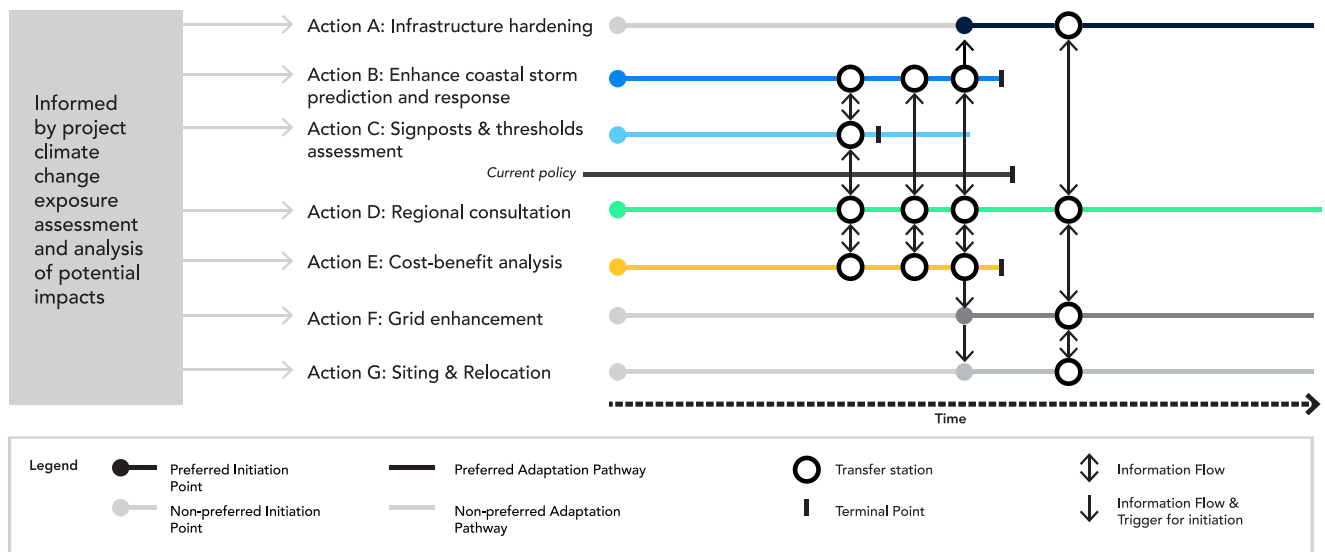 Informed
by project
climate
change
exposure
assessment
and analysis
of potential
impacts
Action A: Infrastructure hardening
Action B: Enhance coastal storm
prediction and response
Action C: Signposts & thresholds
assessment
Current policy
Action D: Regional consultation
Action E: Cost-benefit analysis
Action F: Grid enhancement
Action G: Siting & Relocation
Time
Legend
Preferred Initiation
Point
Non-preferred Initiation
Point
Preferred Adaptation Pathway
Non-preferred Adaptation
Pathway
Transfer station
Terminal Point
Information Flow
Information Flow &
Trigger for initiation